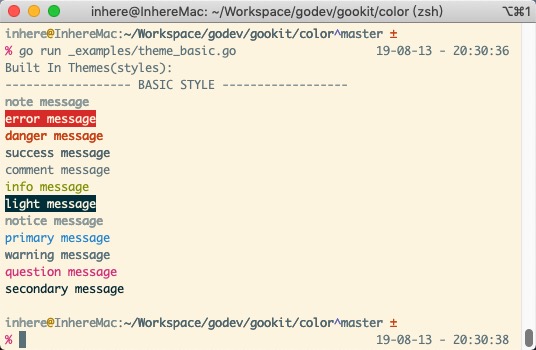 inhere@InhereMac: ~/Workspace/godev/gookit/color (zsh) ⌥⌘1
inhere@InhereMac:~/Workspace/godev/gookit/color^master ±
% go run _examples/theme_basic.go 19-08-13 - 20:30:36
Built In Themes(styles):
------------------ BASIC STYLE ------------------
note message
error message
danger message
success message
comment message
info message
light message
notice message
primary message
warning message
question message
secondary message
inhere@InhereMac:~/Workspace/godev/gookit/color^master ±
% 19-08-13 - 20:30:38